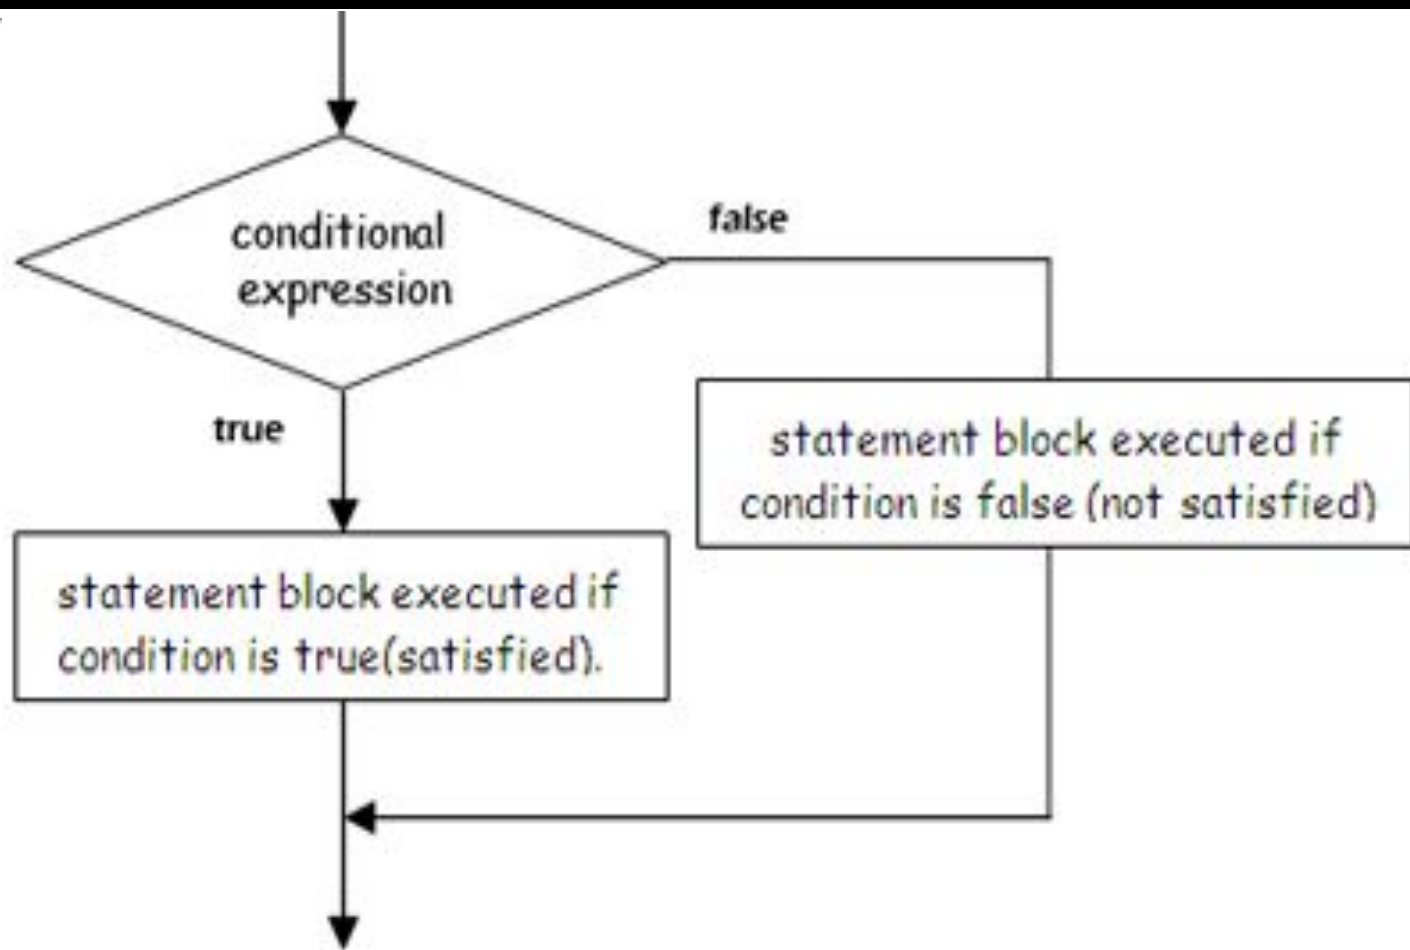 conditional
expression
false
true
statement block executed if
condition is false (not satisfied)
statement block executed if
condition is true(satisfied).